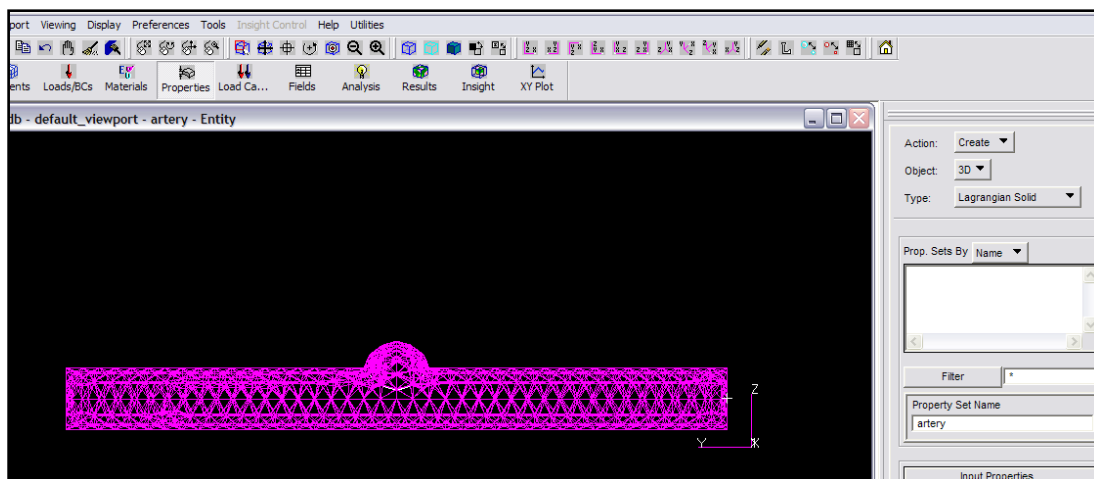 port Viewing Display Preferences Tools Insight Control Help Utilities
ents Loads/BCs Materials Properties Load Ca... Fields Analysis Results Insight XY Plot
db - default_viewport - artery - Entity
Action: Create
Object: 3D
Type: Lagrangian Solid
Prop. Sets By Name
Filter *
Property Set Name
artery
Input Properties
Z
Y X